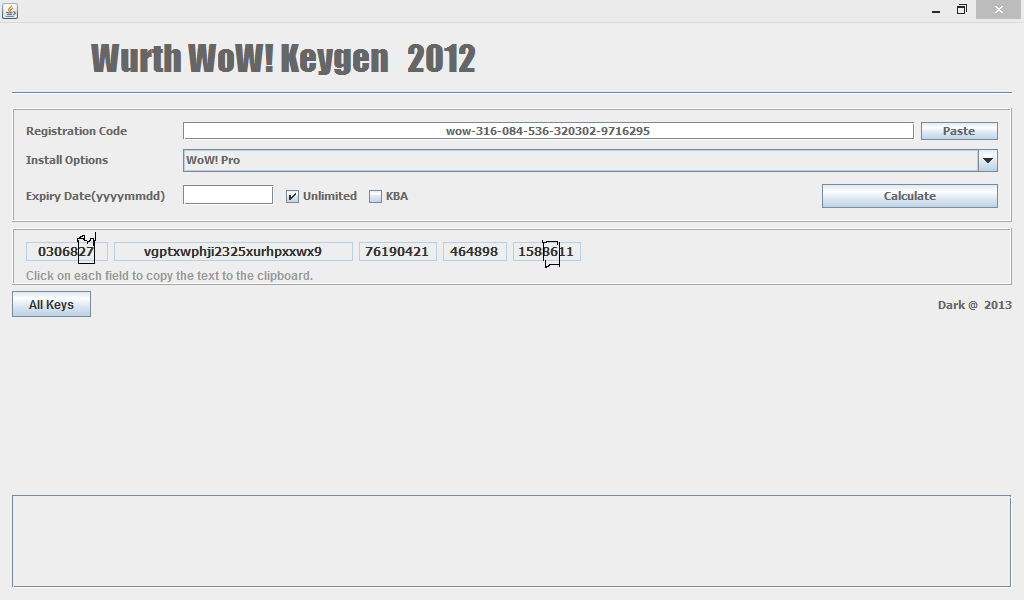 Wurth WoW! Keygen 2012
Registration Code wow-316-084-536-320302-9716295 Paste
Install Options WoW! Pro
Expiry Date(yyyymmdd) Unlimited KBA Calculate
0306827 vgptxwphji2325xurhpxxwx9 76190421 464898 1588611
Click on each field to copy the text to the clipboard.
All Keys Dark @ 2013